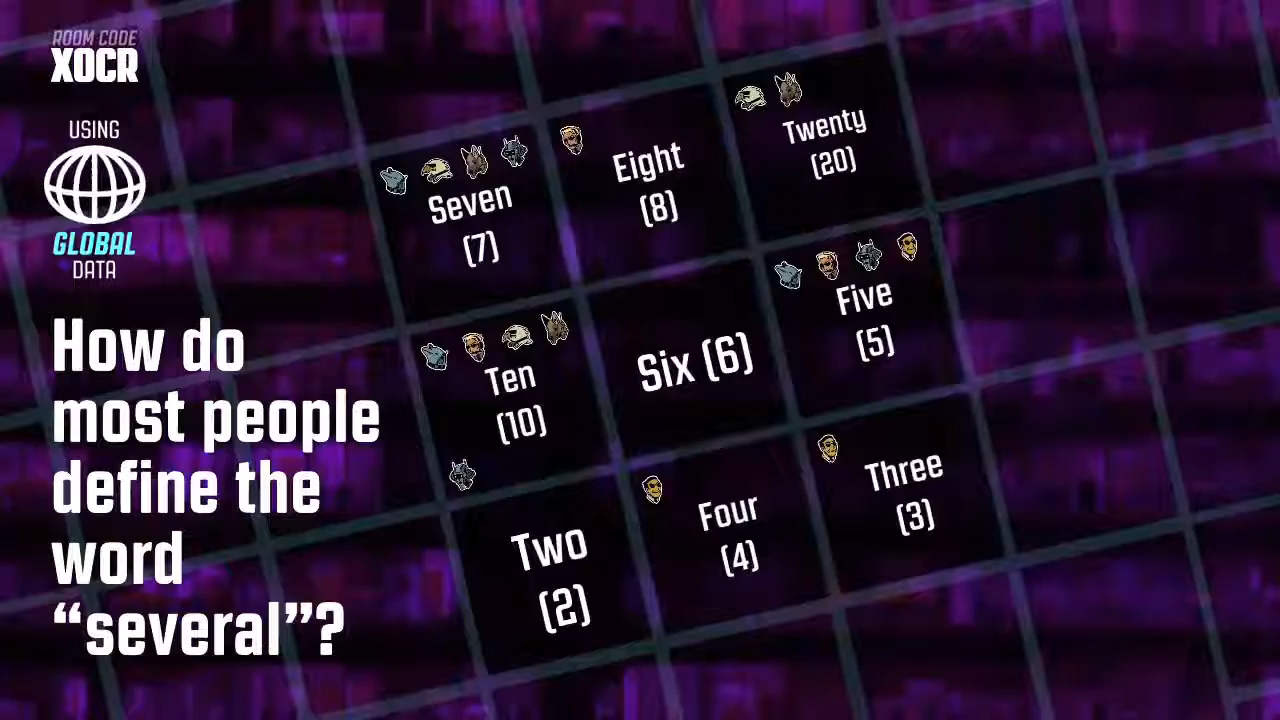 ROOM CODE
XOCR
USING
GLOBAL
DATA
How do
most people
define the
word
“several”?
Seven
(7)
Eight
(8)
Twenty
(20)
Ten
(10)
Six (6)
Five
(5)
Two
(2)
Four
(4)
Three
(3)